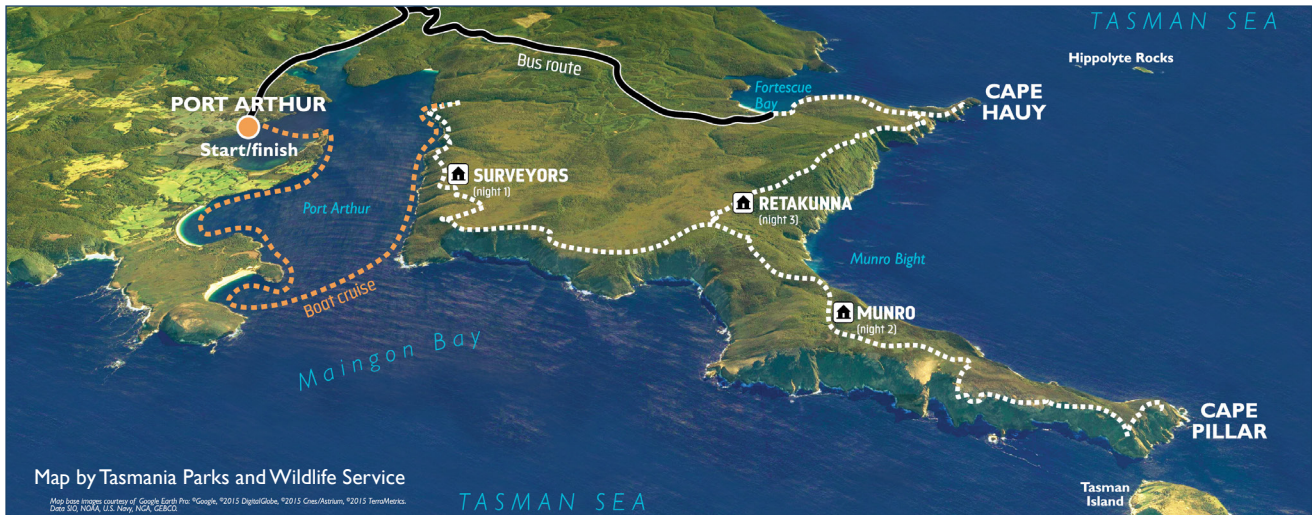 TASMAN SEA
Hippolyte Rocks
Bus route
PORT ARTHUR
Start/finish
Fortescue
Bay
CAPE
HAUY
SURVEYORS
(night 1)
Port Arthur
RETAKUNNA
(night 3)
Munro Bight
Boat cruise
MUNRO
(night 2)
Maingon Bay
CAPE
PILLAR
Map by Tasmania Parks and Wildlife Service
Map base images courtesy of Google Earth Pro: ©Google, ©2015 DigitalGlobe, ©2015 Cnes/Astrium, ©2015 TerraMetrics.
Data SIO, NOAA, U.S. Navy, NGA, GEBCO.
TASMAN SEA
Tasman
Island